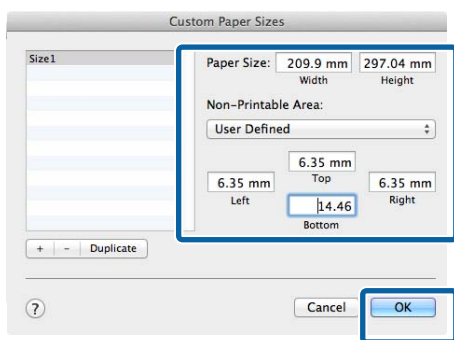 Custom Paper Sizes
Size1
Paper Size: 209.9 mm 297.04 mm
Width Height
Non-Printable Area:
User Defined
6.35 mm
Top
6.35 mm 6.35 mm
Left Right
14.46
Bottom
+ - Duplicate
? Cancel OK